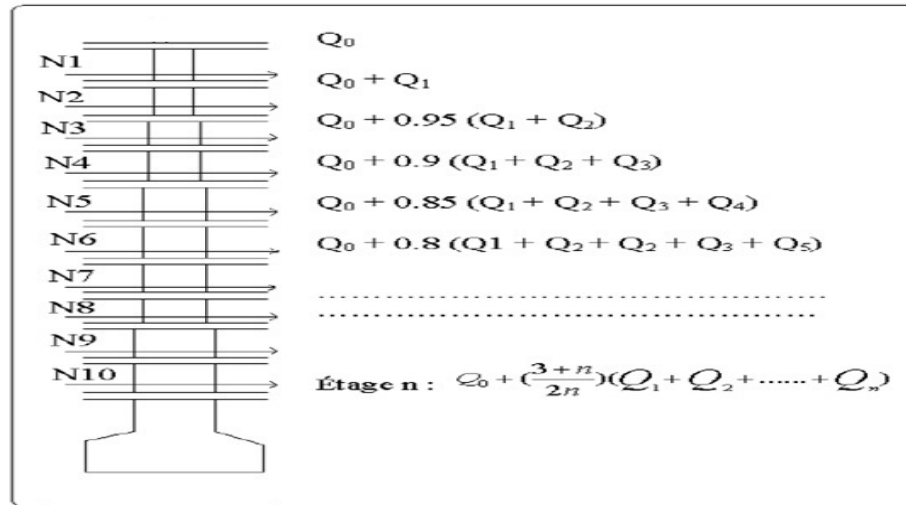 Q₀
N1
Q₀ + Q₁
N2
Q₀ + 0.95 (Q₁ + Q₂)
N3
Q₀ + 0.9 (Q₁ + Q₂ + Q₃)
N4
Q₀ + 0.85 (Q₁ + Q₂ + Q₃ + Q₄)
N5
Q₀ + 0.8 (Q1 + Q₂ + Q₂ + Q₃ + Q₅)
N6
N7
................................................
N8
................................................
N9
N10
Étage n : Q₀ + (3 + n / 2n)(Q₁ + Q₂ + ...... + Qₙ)